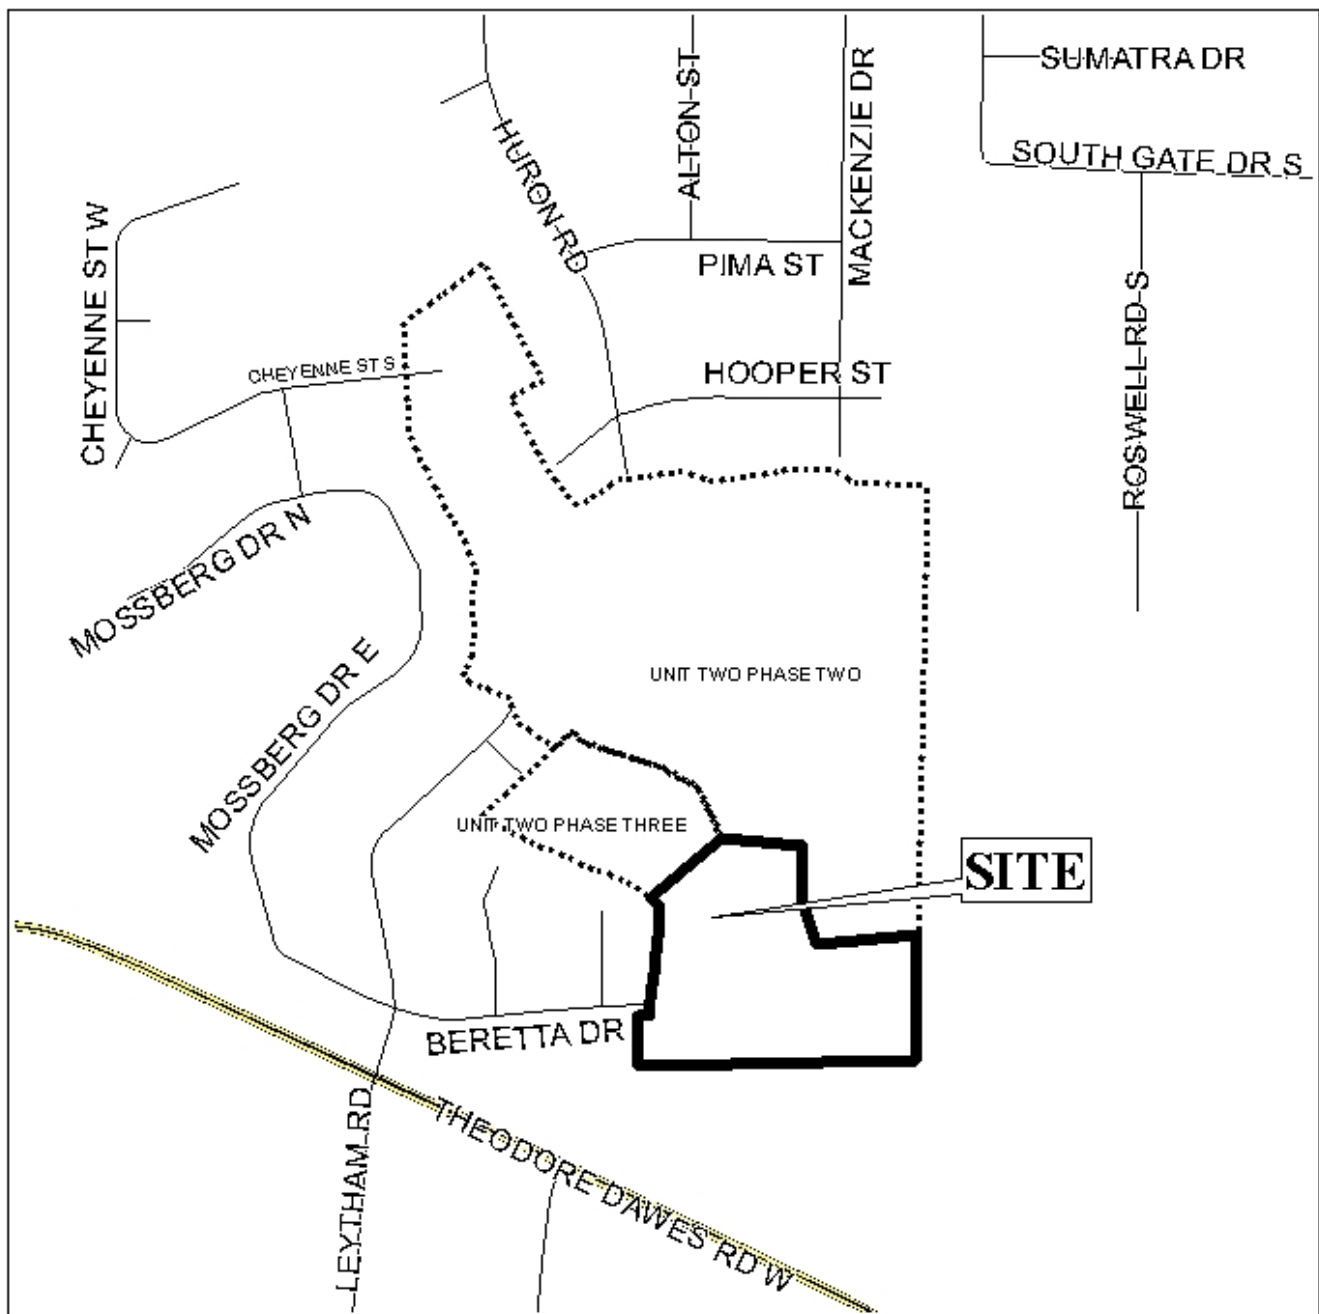 SUMATRA DR
ALTON ST
MACKENZIE DR
HURON RD
SOUTH GATE DR S
CHEYENNE ST W
PIMA ST
ROSWELL RD S
CHEYENNE ST S
HOOPER ST
MOSSBERG DR N
MOSSBERG DR E
UNIT TWO PHASE TWO
UNIT TWO PHASE THREE
SITE
BERETTA DR
LEYTHAM RD
THEODORE DAWES RD W